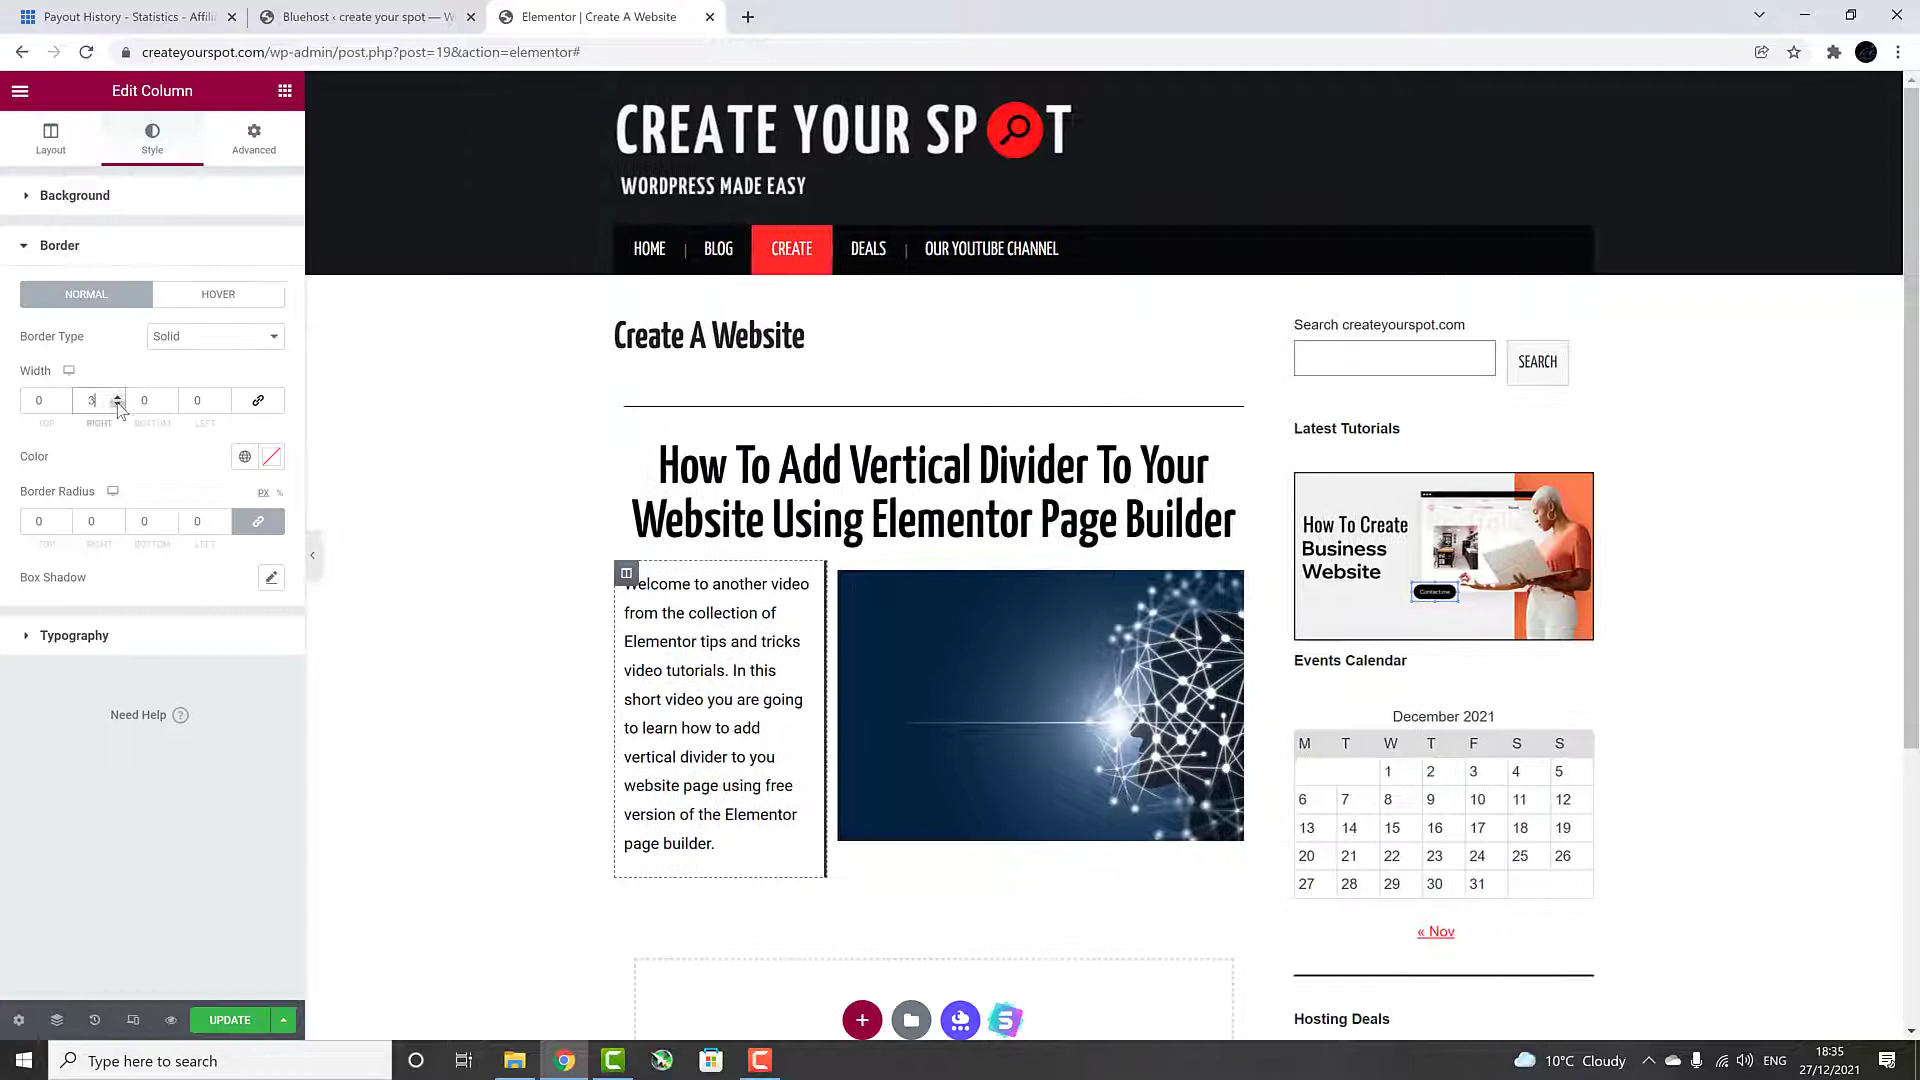 Payout History - Statistics - Affili
Bluehost ‹ create your spot — W
Elementor | Create A Website
createyourspot.com/wp-admin/post.php?post=19&action=elementor#
Edit Column
Layout
Style
Advanced
Background
Border
NORMAL
HOVER
Border Type
Solid
Width
0
3
0
0
TOP
RIGHT
BOTTOM
LEFT
Color
Border Radius
PX
%
0
0
0
0
TOP
RIGHT
BOTTOM
LEFT
Box Shadow
Typography
Need Help
UPDATE
CREATE YOUR SPOT
WORDPRESS MADE EASY
HOME | BLOG CREATE DEALS | OUR YOUTUBE CHANNEL
Create A Website
How To Add Vertical Divider To Your
Website Using Elementor Page Builder
Welcome to another video
from the collection of
Elementor tips and tricks
video tutorials. In this
short video you are going
to learn how to add
vertical divider to you
website page using free
version of the Elementor
page builder.
Search createyourspot.com
SEARCH
Latest Tutorials
How To Create
Business
Website
Contact me
Events Calendar
December 2021
M T W T F S S
1 2 3 4 5
6 7 8 9 10 11 12
13 14 15 16 17 18 19
20 21 22 23 24 25 26
27 28 29 30 31
« Nov
Hosting Deals
Type here to search
10°C Cloudy
ENG
18:35
27/12/2021